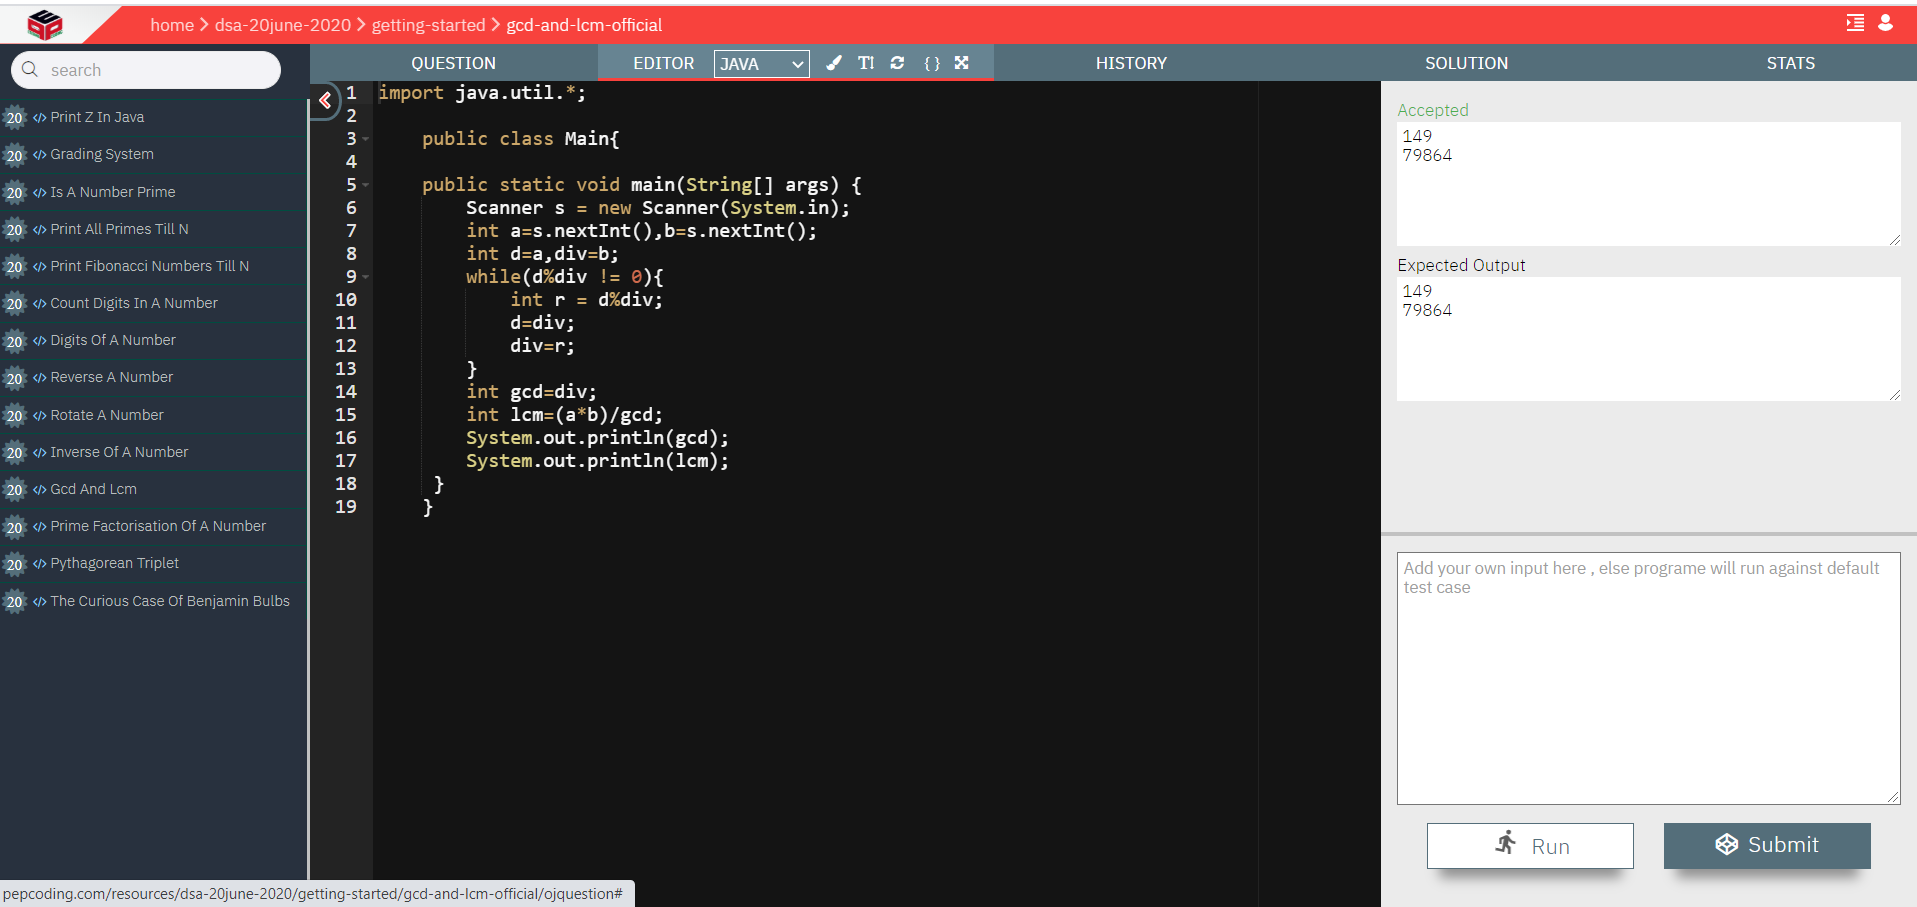 home > dsa-20june-2020 > getting-started > gcd-and-lcm-official
search
20 </> Print Z In Java
20 </> Grading System
20 </> Is A Number Prime
20 </> Print All Primes Till N
20 </> Print Fibonacci Numbers Till N
20 </> Count Digits In A Number
20 </> Digits Of A Number
20 </> Reverse A Number
20 </> Rotate A Number
20 </> Inverse Of A Number
20 </> Gcd And Lcm
20 </> Prime Factorisation Of A Number
20 </> Pythagorean Triplet
20 </> The Curious Case Of Benjamin Bulbs
QUESTION EDITOR JAVA T! { } HISTORY SOLUTION STATS
1 import java.util.*;
2
3 public class Main{
4
5 public static void main(String[] args) {
6 Scanner s = new Scanner(System.in);
7 int a=s.nextInt(),b=s.nextInt();
8 int d=a,div=b;
9 while(d%div != 0){
10 int r = d%div;
11 d=div;
12 div=r;
13 }
14 int gcd=div;
15 int lcm=(a*b)/gcd;
16 System.out.println(gcd);
17 System.out.println(lcm);
18 }
19 }
Accepted
149
79864
Expected Output
149
79864
Add your own input here , else programe will run against default
test case
Run
Submit
pepcoding.com/resources/dsa-20june-2020/getting-started/gcd-and-lcm-official/ojquestion#